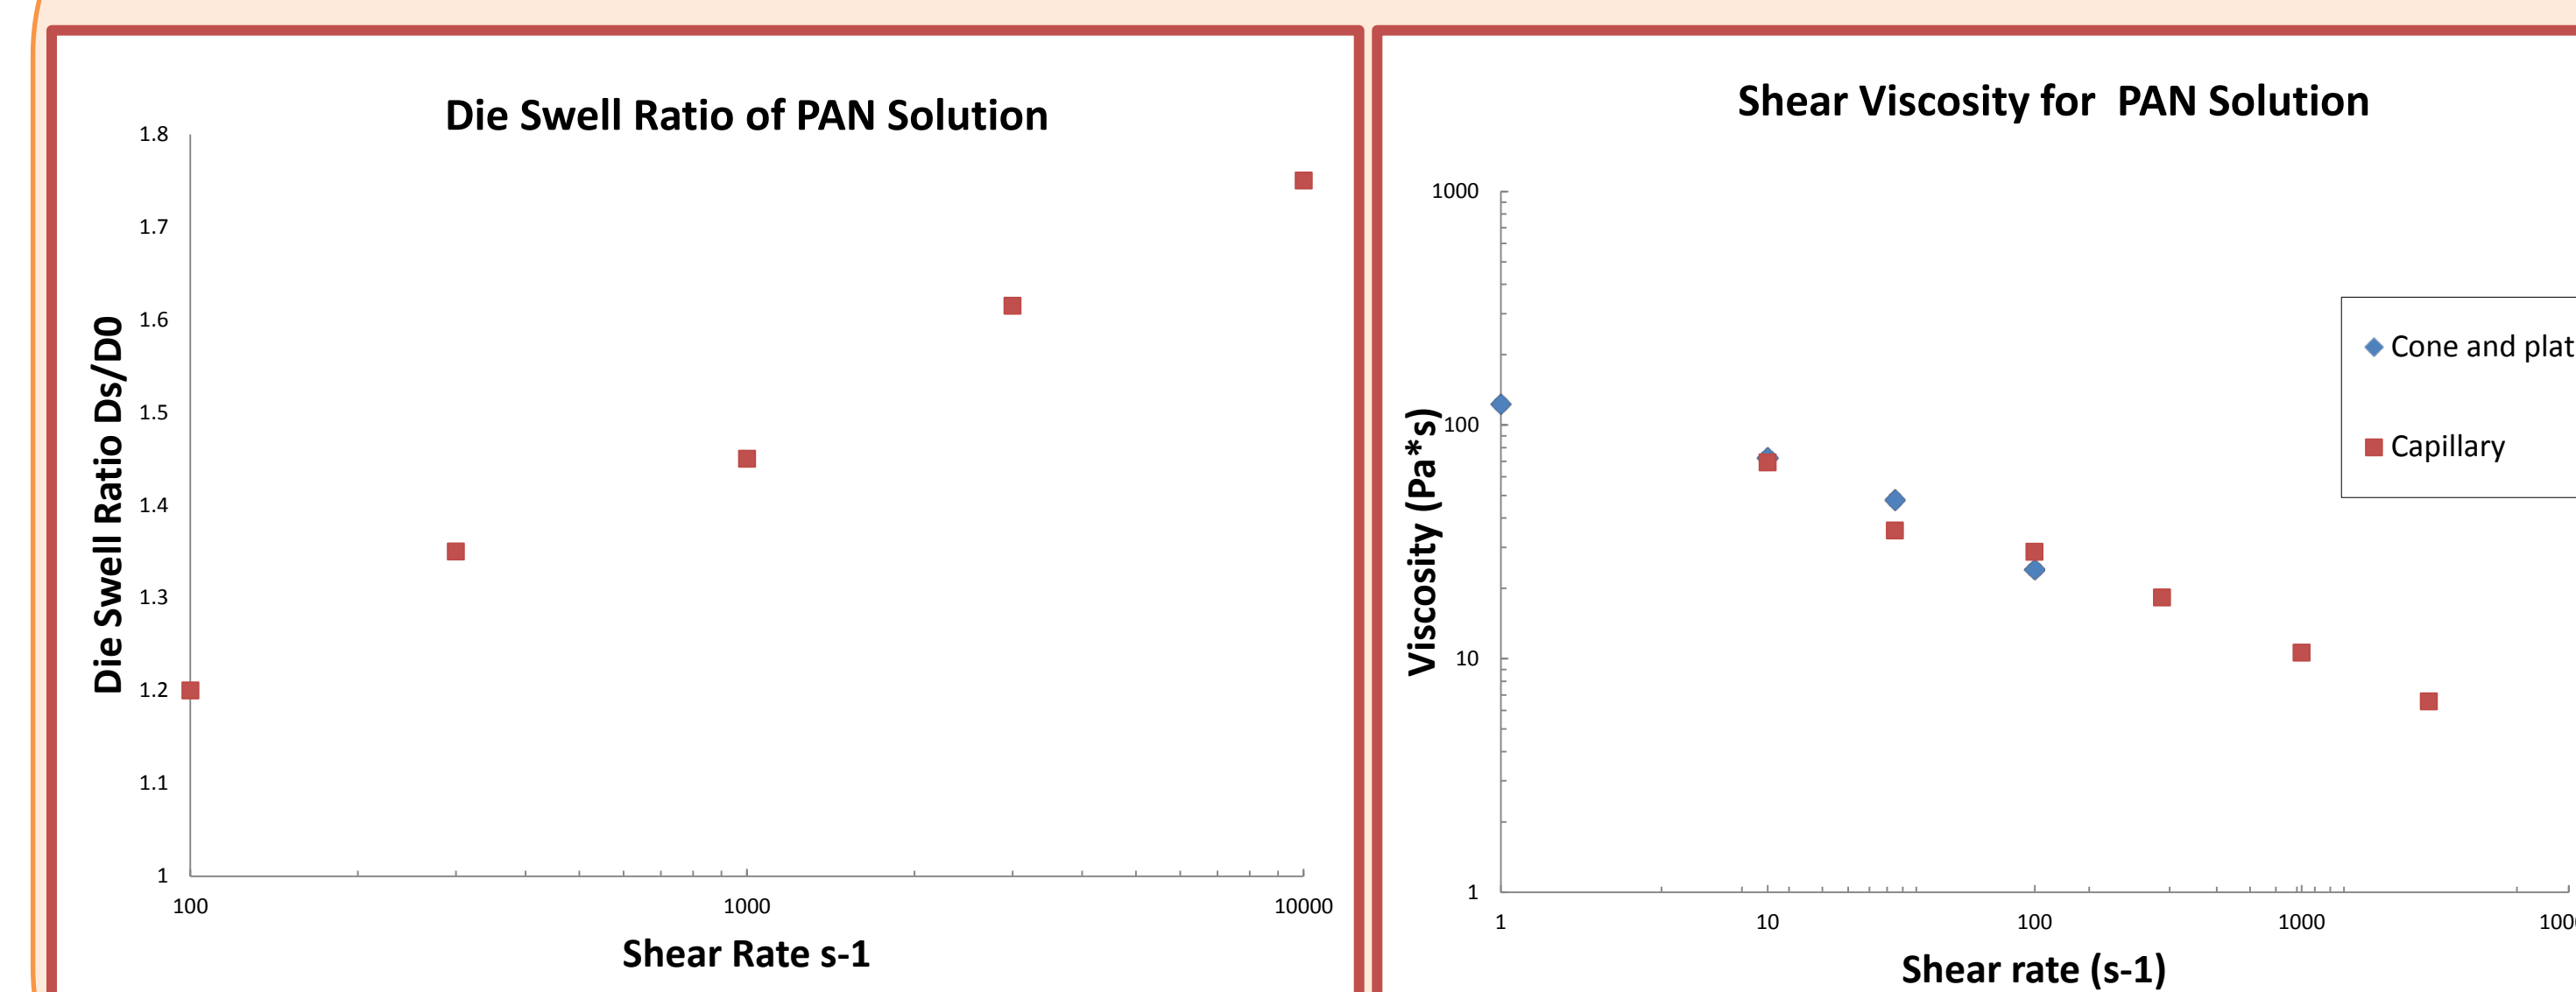 Die Swell Ratio of PAN Solution
1.8
1.7
1.6
1.5
1.4
1.3
1.2
1.1
1
Die Swell Ratio Ds/D0
100 1000 10000
Shear Rate s-1
Shear Viscosity for PAN Solution
1000
100
10
1
Viscosity (Pa*s)
Cone and plat
Capillary
1 10 100 1000
Shear rate (s-1)